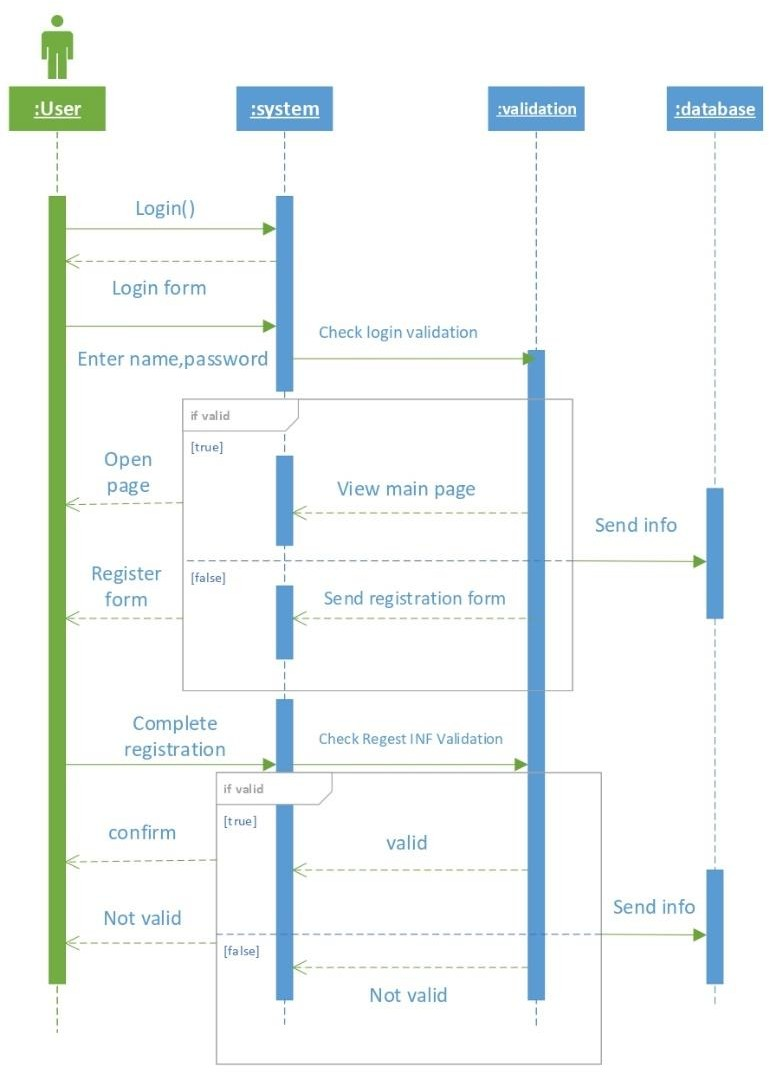 :User
:system
:validation
:database
Login()
Login form
Check login validation
Enter name,password
if valid
[true]
Open
page
View main page
Send info
[false]
Register
form
Send registration form
Complete
registration
Check Regest INF Validation
if valid
[true]
confirm
valid
Send info
Not valid
[false]
Not valid